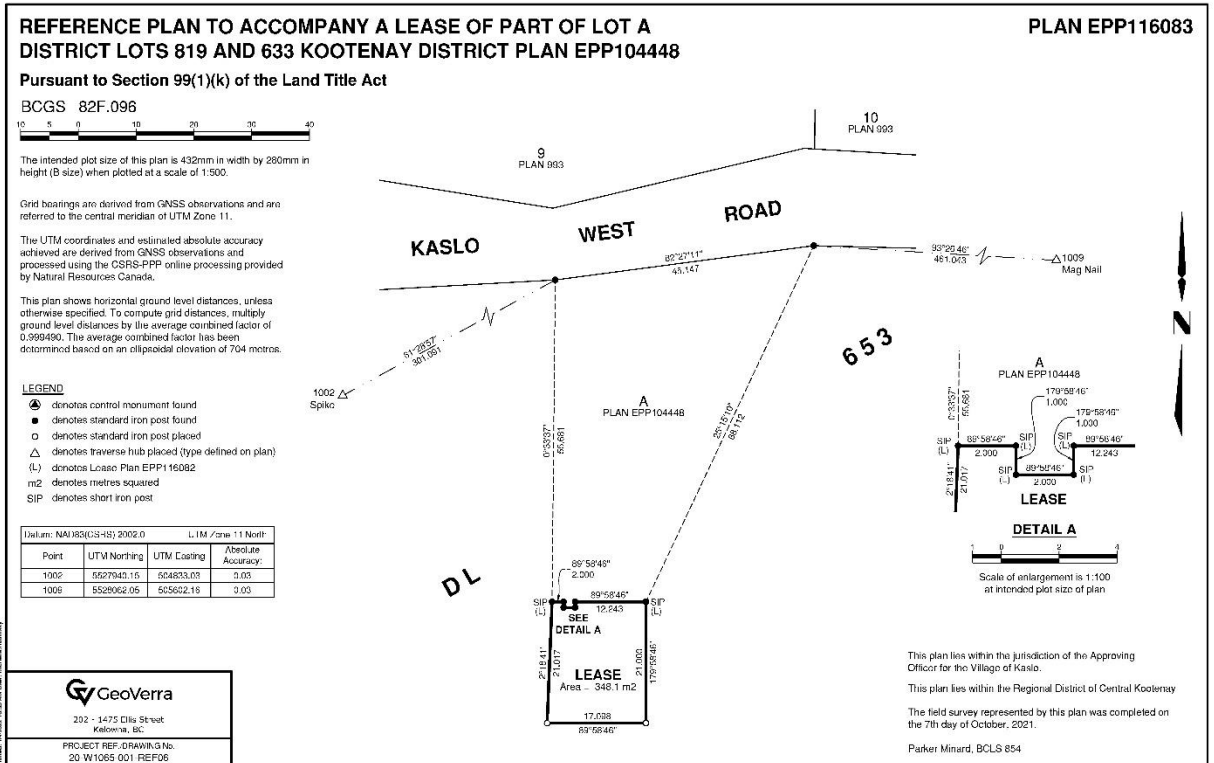 REFERENCE PLAN TO ACCOMPANY A LEASE OF PART OF LOT A
DISTRICT LOTS 819 AND 633 KOOTENAY DISTRICT PLAN EPP104448
PLAN EPP116083
Pursuant to Section 99(1)(k) of the Land Title Act
BCGS 82F.096
10 5 0 10 20 30 40
The intended plot size of this plan is 432mm in width by 280mm in
height (B size) when plotted at a scale of 1:500.
Grid bearings are derived from GNSS observations and are
referred to the central meridian of UTM Zone 11.
The UTM coordinates and estimated absolute accuracy
achieved are derived from GNSS observations and
processed using the CSRS-PPP online processing provided
by Natural Resources Canada.
This plan shows horizontal ground level distances, unless
otherwise specified. To compute grid distances, multiply
ground level distances by the average combined factor of
0.999490. The average combined factor has been
determined based on an ellipsoidal elevation of 704 metres.
LEGEND
denotes control monument found
denotes standard iron post found
denotes standard iron post placed
denotes traverse hub placed (type defined on plan)
(L) denotes Lease Plan EPP116082
m2 denotes metres squared
SIP denotes short iron post
Datum: NAD83(CSRS) 2002.0 UTM Zone 11 North
Point UTM Northing UTM Easting Absolute
Accuracy:
1002 5527940.15 504833.03 0.03
1009 5528062.05 505602.16 0.03
GeoVerra
202 - 1475 Ellis Street
Kelowna, BC
PROJECT REF./DRAWING No.
20-W1065-001-REF06
9
PLAN 993
10
PLAN 993
KASLO WEST ROAD
82°27'11"
45.147
93°26'46"
461.043
1009
Mag Nail
61°28'57"
301.091
1002
Spike
653
A
PLAN EPP104448
0°33'37"
55.681
25°15'10"
68.112
DL
89°58'46"
2.000
SIP
(L)
89°58'46"
12.243
SIP
(L)
SEE
DETAIL A
2°18'41"
21.017
LEASE
Area = 348.1 m2
21.000
179°58'46"
17.098
89°58'46"
N
A
PLAN EPP104448
179°58'46"
1.000
179°58'46"
1.000
0°33'37"
55.681
SIP
(L)
89°58'46"
2.000
SIP
(L)
SIP
(L)
89°58'46"
12.243
2°18'41"
21.017
SIP
(L)
89°58'46"
2.000
SIP
(L)
LEASE
DETAIL A
1 0 2 4
Scale of enlargement is 1:100
at intended plot size of plan
This plan lies within the jurisdiction of the Approving
Officer for the Village of Kaslo.
This plan lies within the Regional District of Central Kootenay
The field survey represented by this plan was completed on
the 7th day of October, 2021.
Parker Minard, BCLS 854